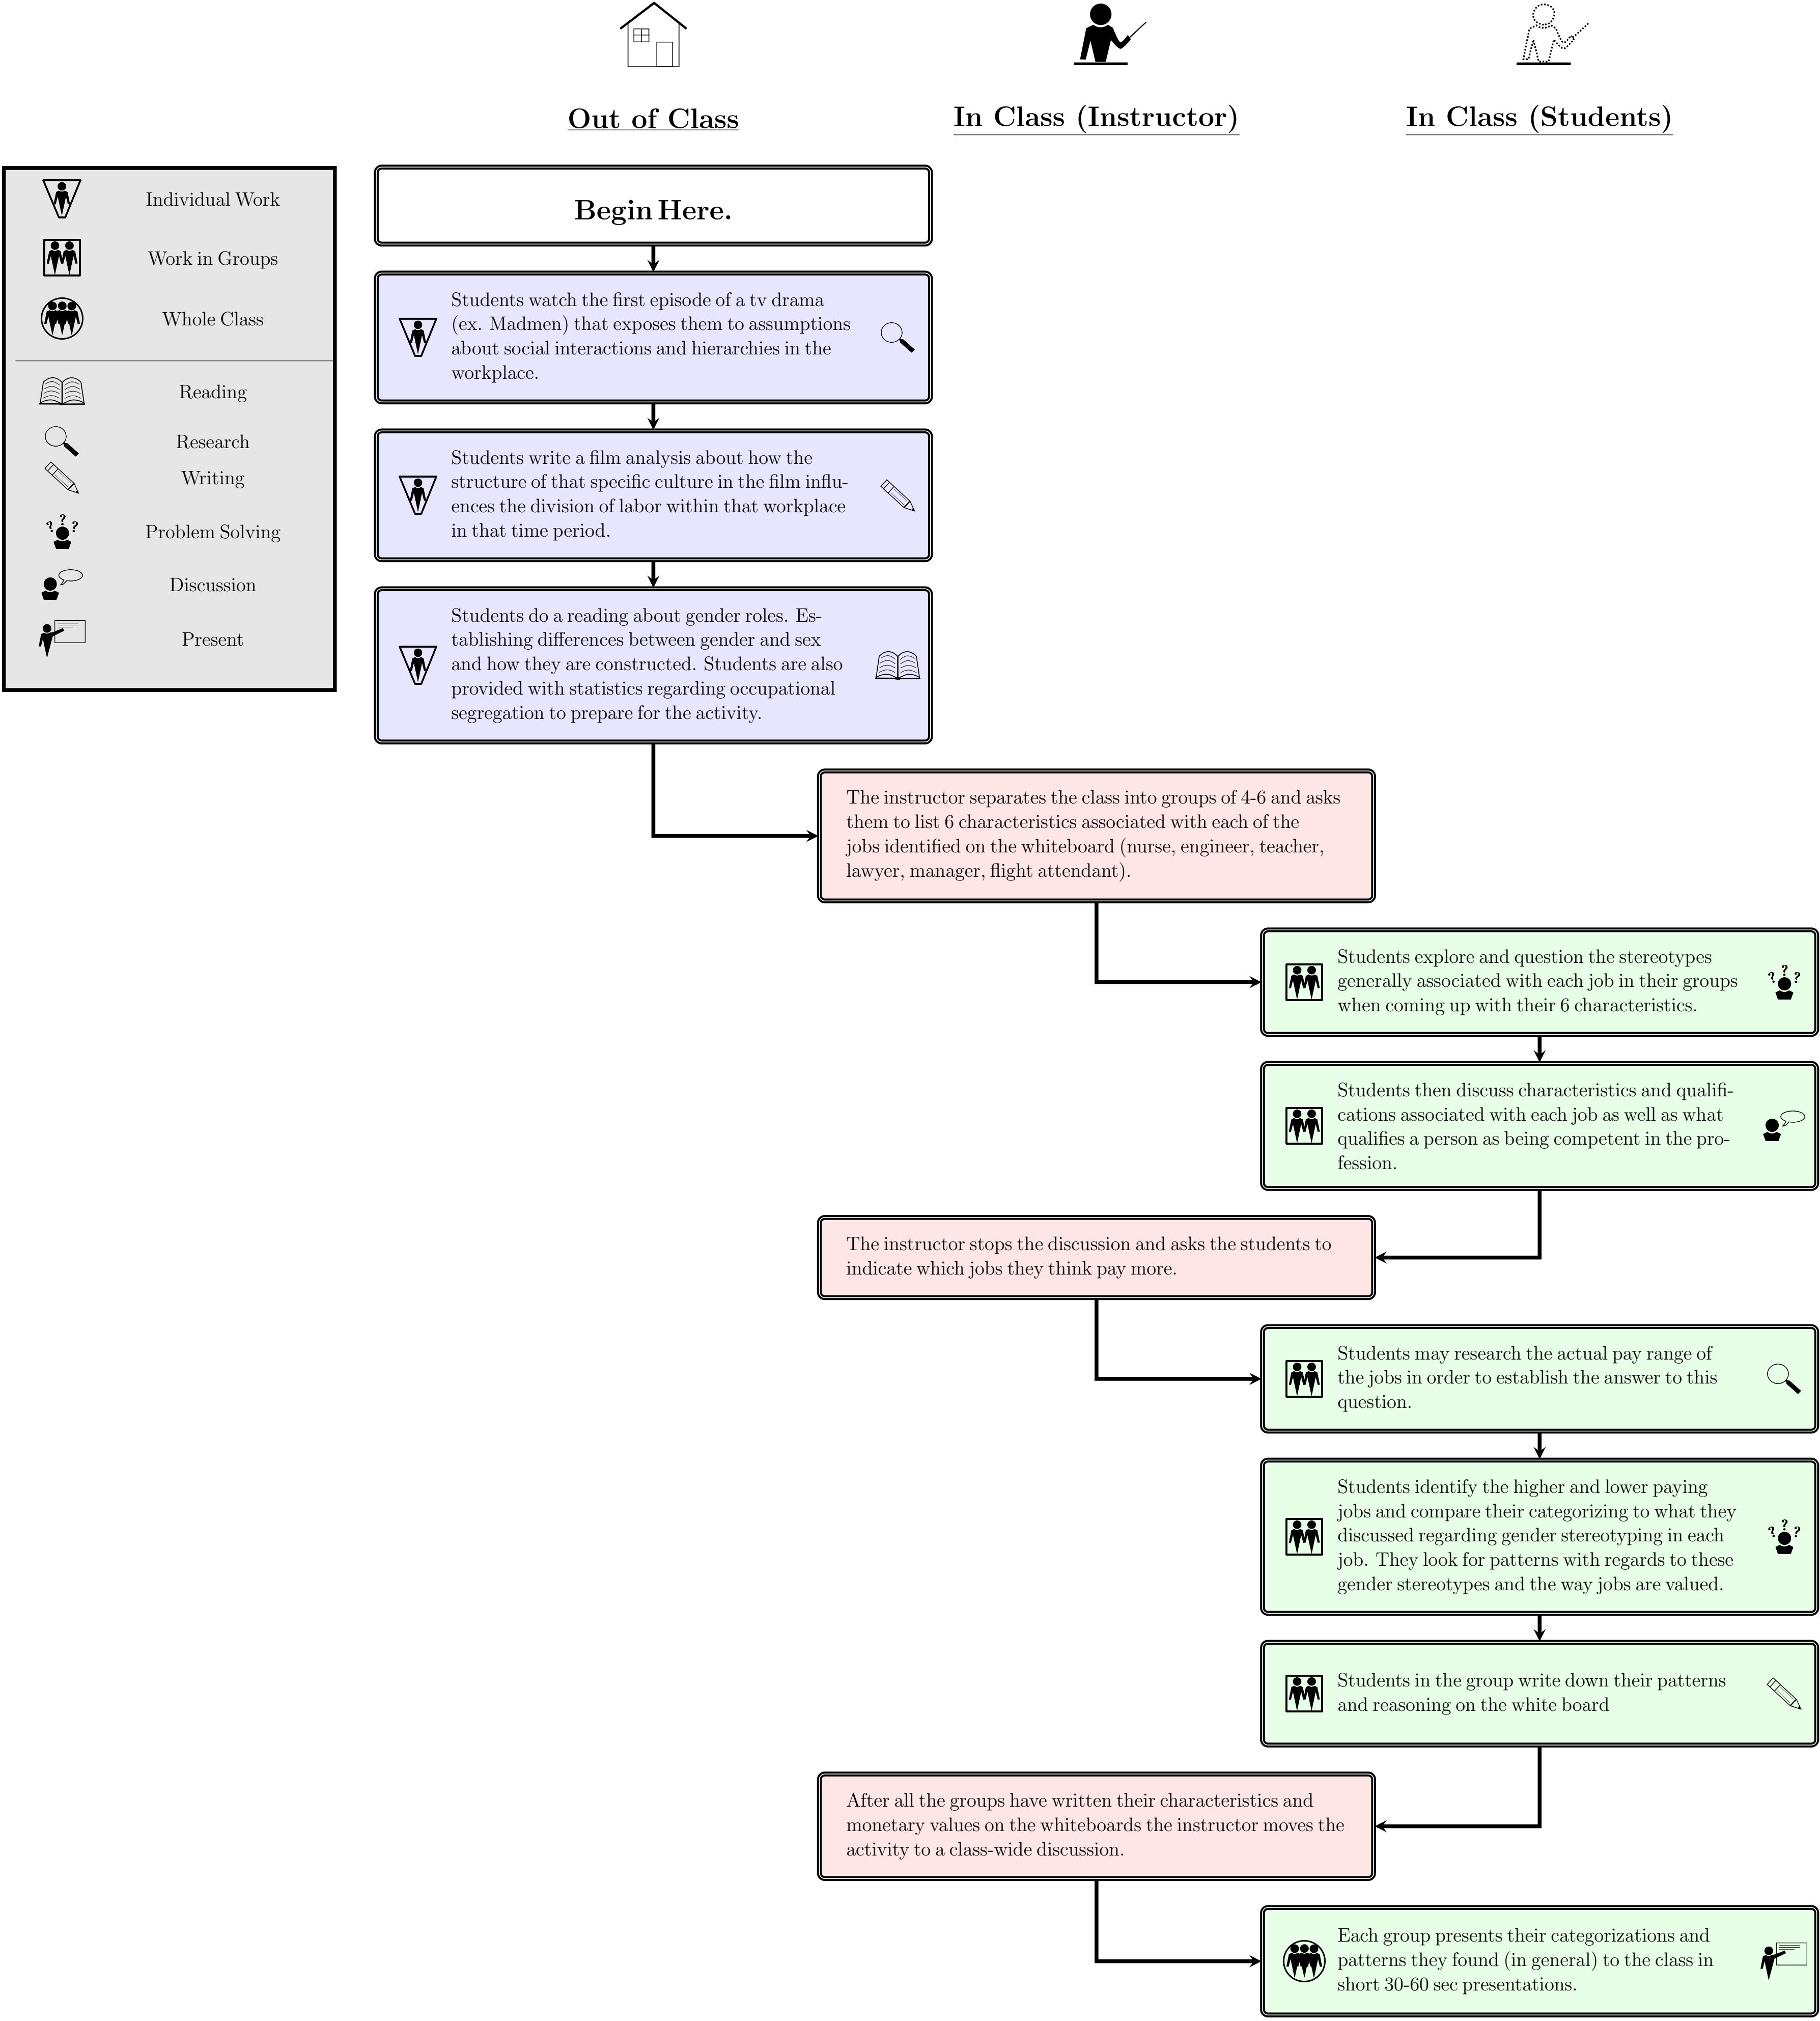 Out of Class
In Class (Instructor)
In Class (Students)
Individual Work
Work in Groups
Whole Class
Reading
Research
Writing
Problem Solving
Discussion
Present
Begin Here.
Students watch the first episode of a tv drama
(ex. Madmen) that exposes them to assumptions
about social interactions and hierarchies in the
workplace.
Students write a film analysis about how the
structure of that specific culture in the film influ-
ences the division of labor within that workplace
in that time period.
Students do a reading about gender roles. Es-
tablishing differences between gender and sex
and how they are constructed. Students are also
provided with statistics regarding occupational
segregation to prepare for the activity.
The instructor separates the class into groups of 4-6 and asks
them to list 6 characteristics associated with each of the
jobs identified on the whiteboard (nurse, engineer, teacher,
lawyer, manager, flight attendant).
Students explore and question the stereotypes
generally associated with each job in their groups
when coming up with their 6 characteristics.
Students then discuss characteristics and qualifi-
cations associated with each job as well as what
qualifies a person as being competent in the pro-
fession.
The instructor stops the discussion and asks the students to
indicate which jobs they think pay more.
Students may research the actual pay range of
the jobs in order to establish the answer to this
question.
Students identify the higher and lower paying
jobs and compare their categorizing to what they
discussed regarding gender stereotyping in each
job. They look for patterns with regards to these
gender stereotypes and the way jobs are valued.
Students in the group write down their patterns
and reasoning on the white board
After all the groups have written their characteristics and
monetary values on the whiteboards the instructor moves the
activity to a class-wide discussion.
Each group presents their categorizations and
patterns they found (in general) to the class in
short 30-60 sec presentations.